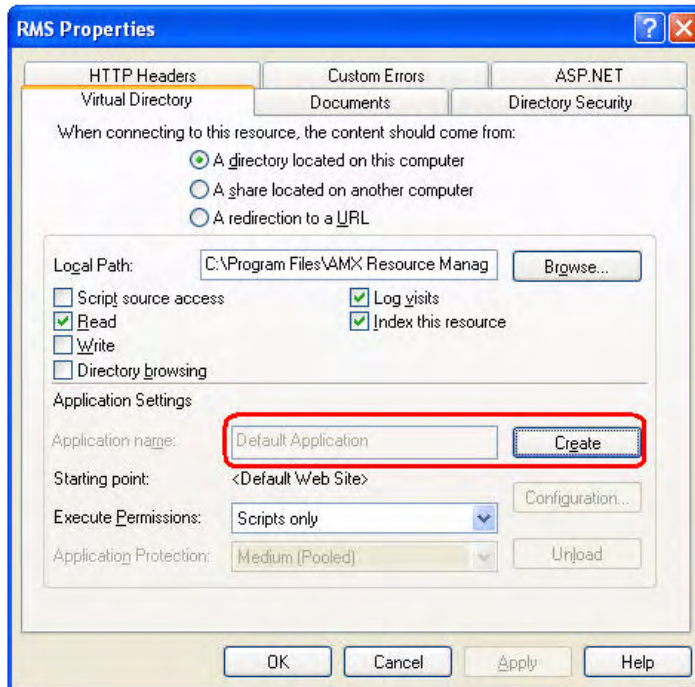 RMS Properties
HTTP Headers Custom Errors ASP.NET
Virtual Directory Documents Directory Security
When connecting to this resource, the content should come from:
A directory located on this computer
A share located on another computer
A redirection to a URL
Local Path: C:\Program Files\AMX Resource Manag Browse...
Script source access Log visits
Read Index this resource
Write
Directory browsing
Application Settings
Application name: Default Application Create
Starting point: <Default Web Site>
Configuration...
Execute Permissions: Scripts only
Application Protection: Medium (Pooled) Unload
OK Cancel Apply Help